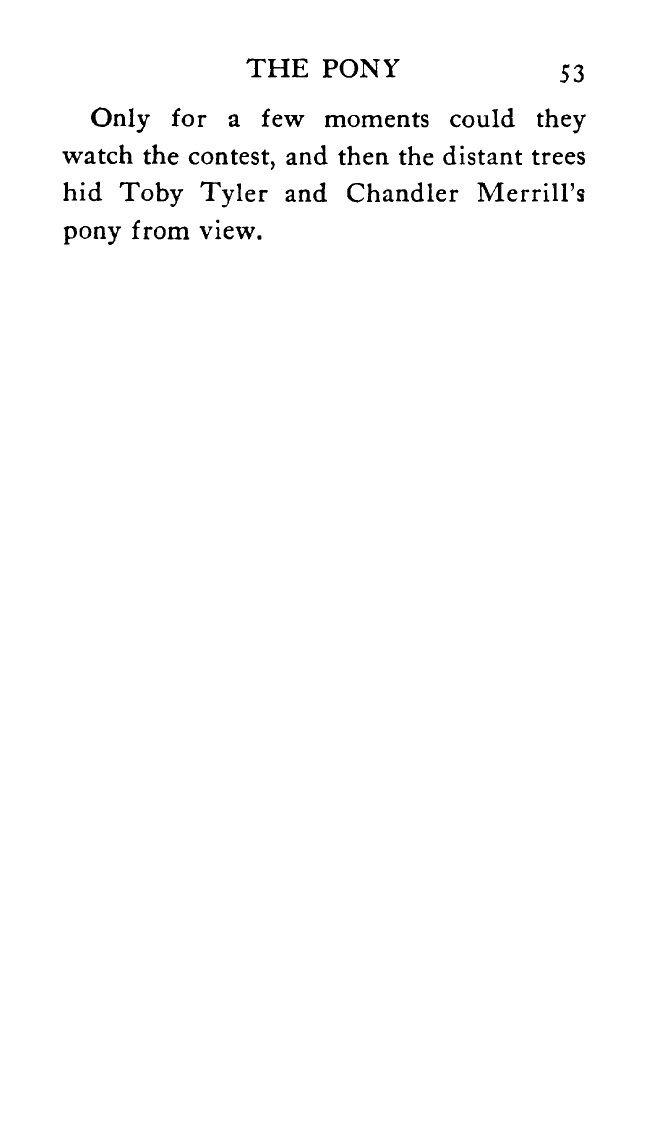 THE PONY 53
Only for a few moments could they
watch the contest, and then the distant trees
hid Toby Tyler and Chandler Merrill's
pony from view.